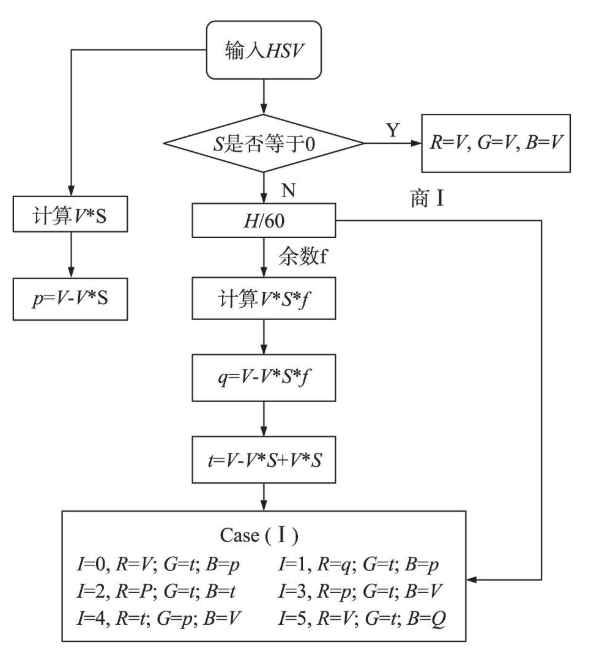 输入HSV
S是否等于0
Y
R=V, G=V, B=V
N
商 I
计算V*S
H/60
余数f
p=V-V*S
计算V*S*f
q=V-V*S*f
t=V-V*S+V*S
Case ( I )
I=0, R=V; G=t; B=p
I=1, R=q; G=t; B=p
I=2, R=P; G=t; B=t
I=3, R=p; G=t; B=V
I=4, R=t; G=p; B=V
I=5, R=V; G=t; B=Q